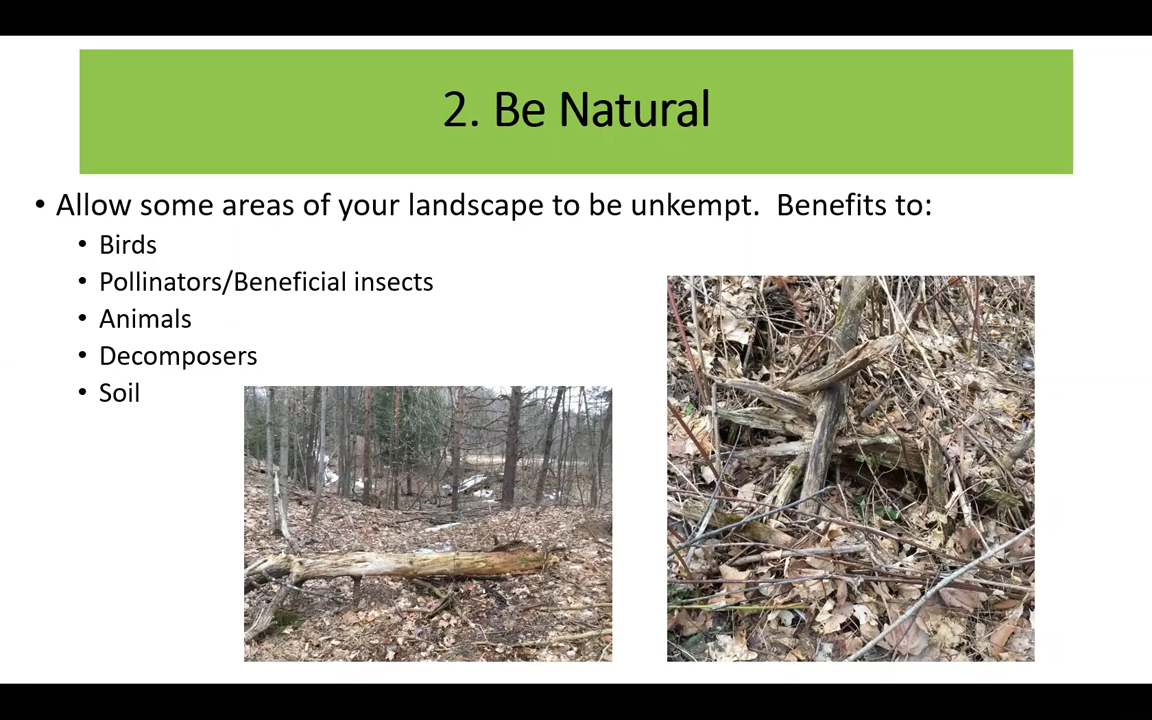 2. Be Natural
• Allow some areas of your landscape to be unkempt.  Benefits to:
• Birds
• Pollinators/Beneficial insects
• Animals
• Decomposers
• Soil